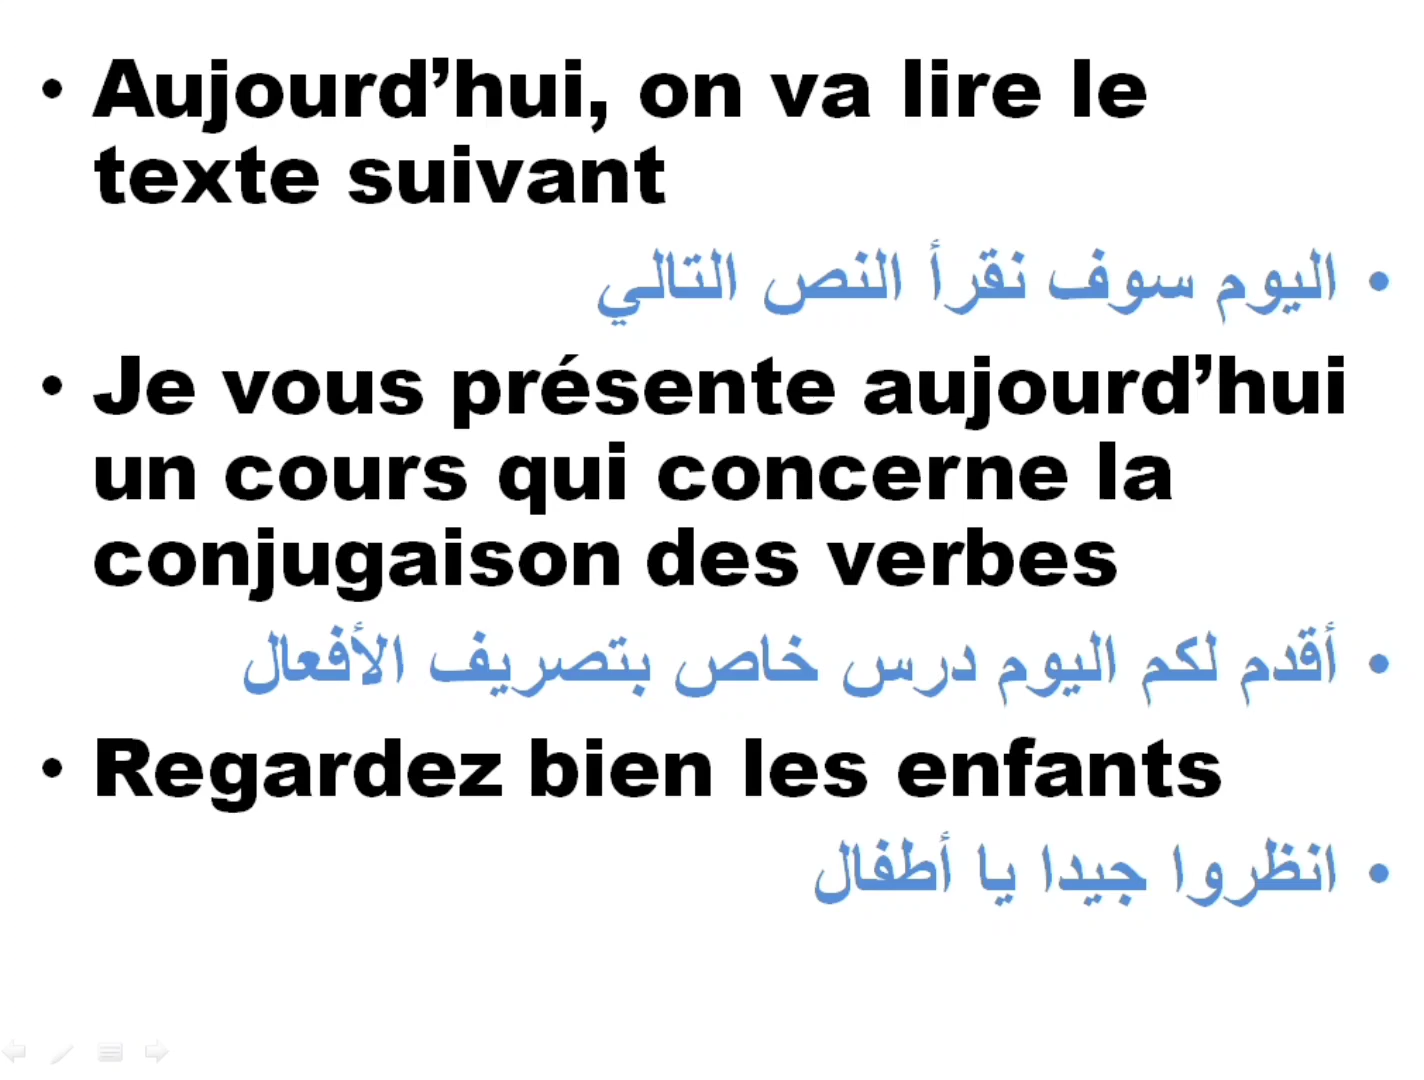 • Aujourd’hui, on va lire le
texte suivant
• اليوم سوف نقرأ النص التالي
• Je vous présente aujourd’hui
un cours qui concerne la
conjugaison des verbes
• أقدم لكم اليوم درس خاص بتصريف الأفعال
• Regardez bien les enfants
• انظروا جيدا يا أطفال